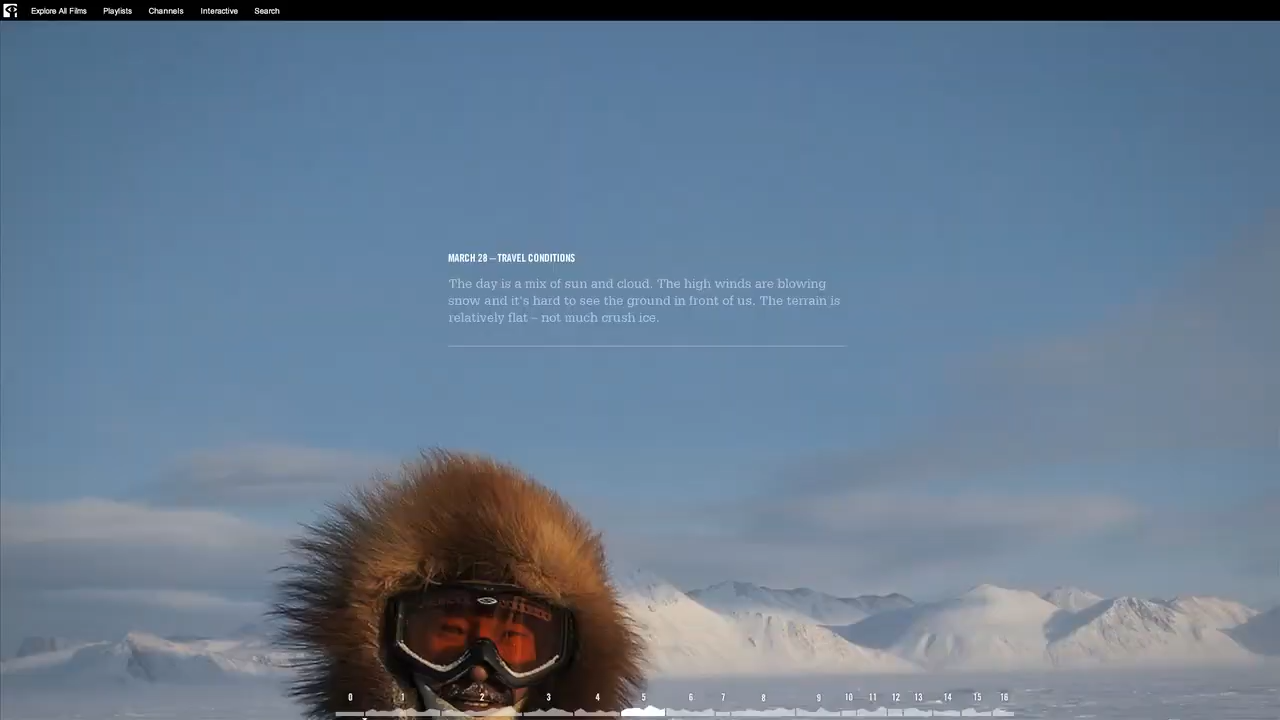 Explore All Films Playlists Channels Interactive Search
MARCH 28 – TRAVEL CONDITIONS
The day is a mix of sun and cloud. The high winds are blowing
snow and it's hard to see the ground in front of us. The terrain is
relatively flat – not much crush ice.
0 1 2 3 4 5 6 7 8 9 10 11 12 13 14 15 16